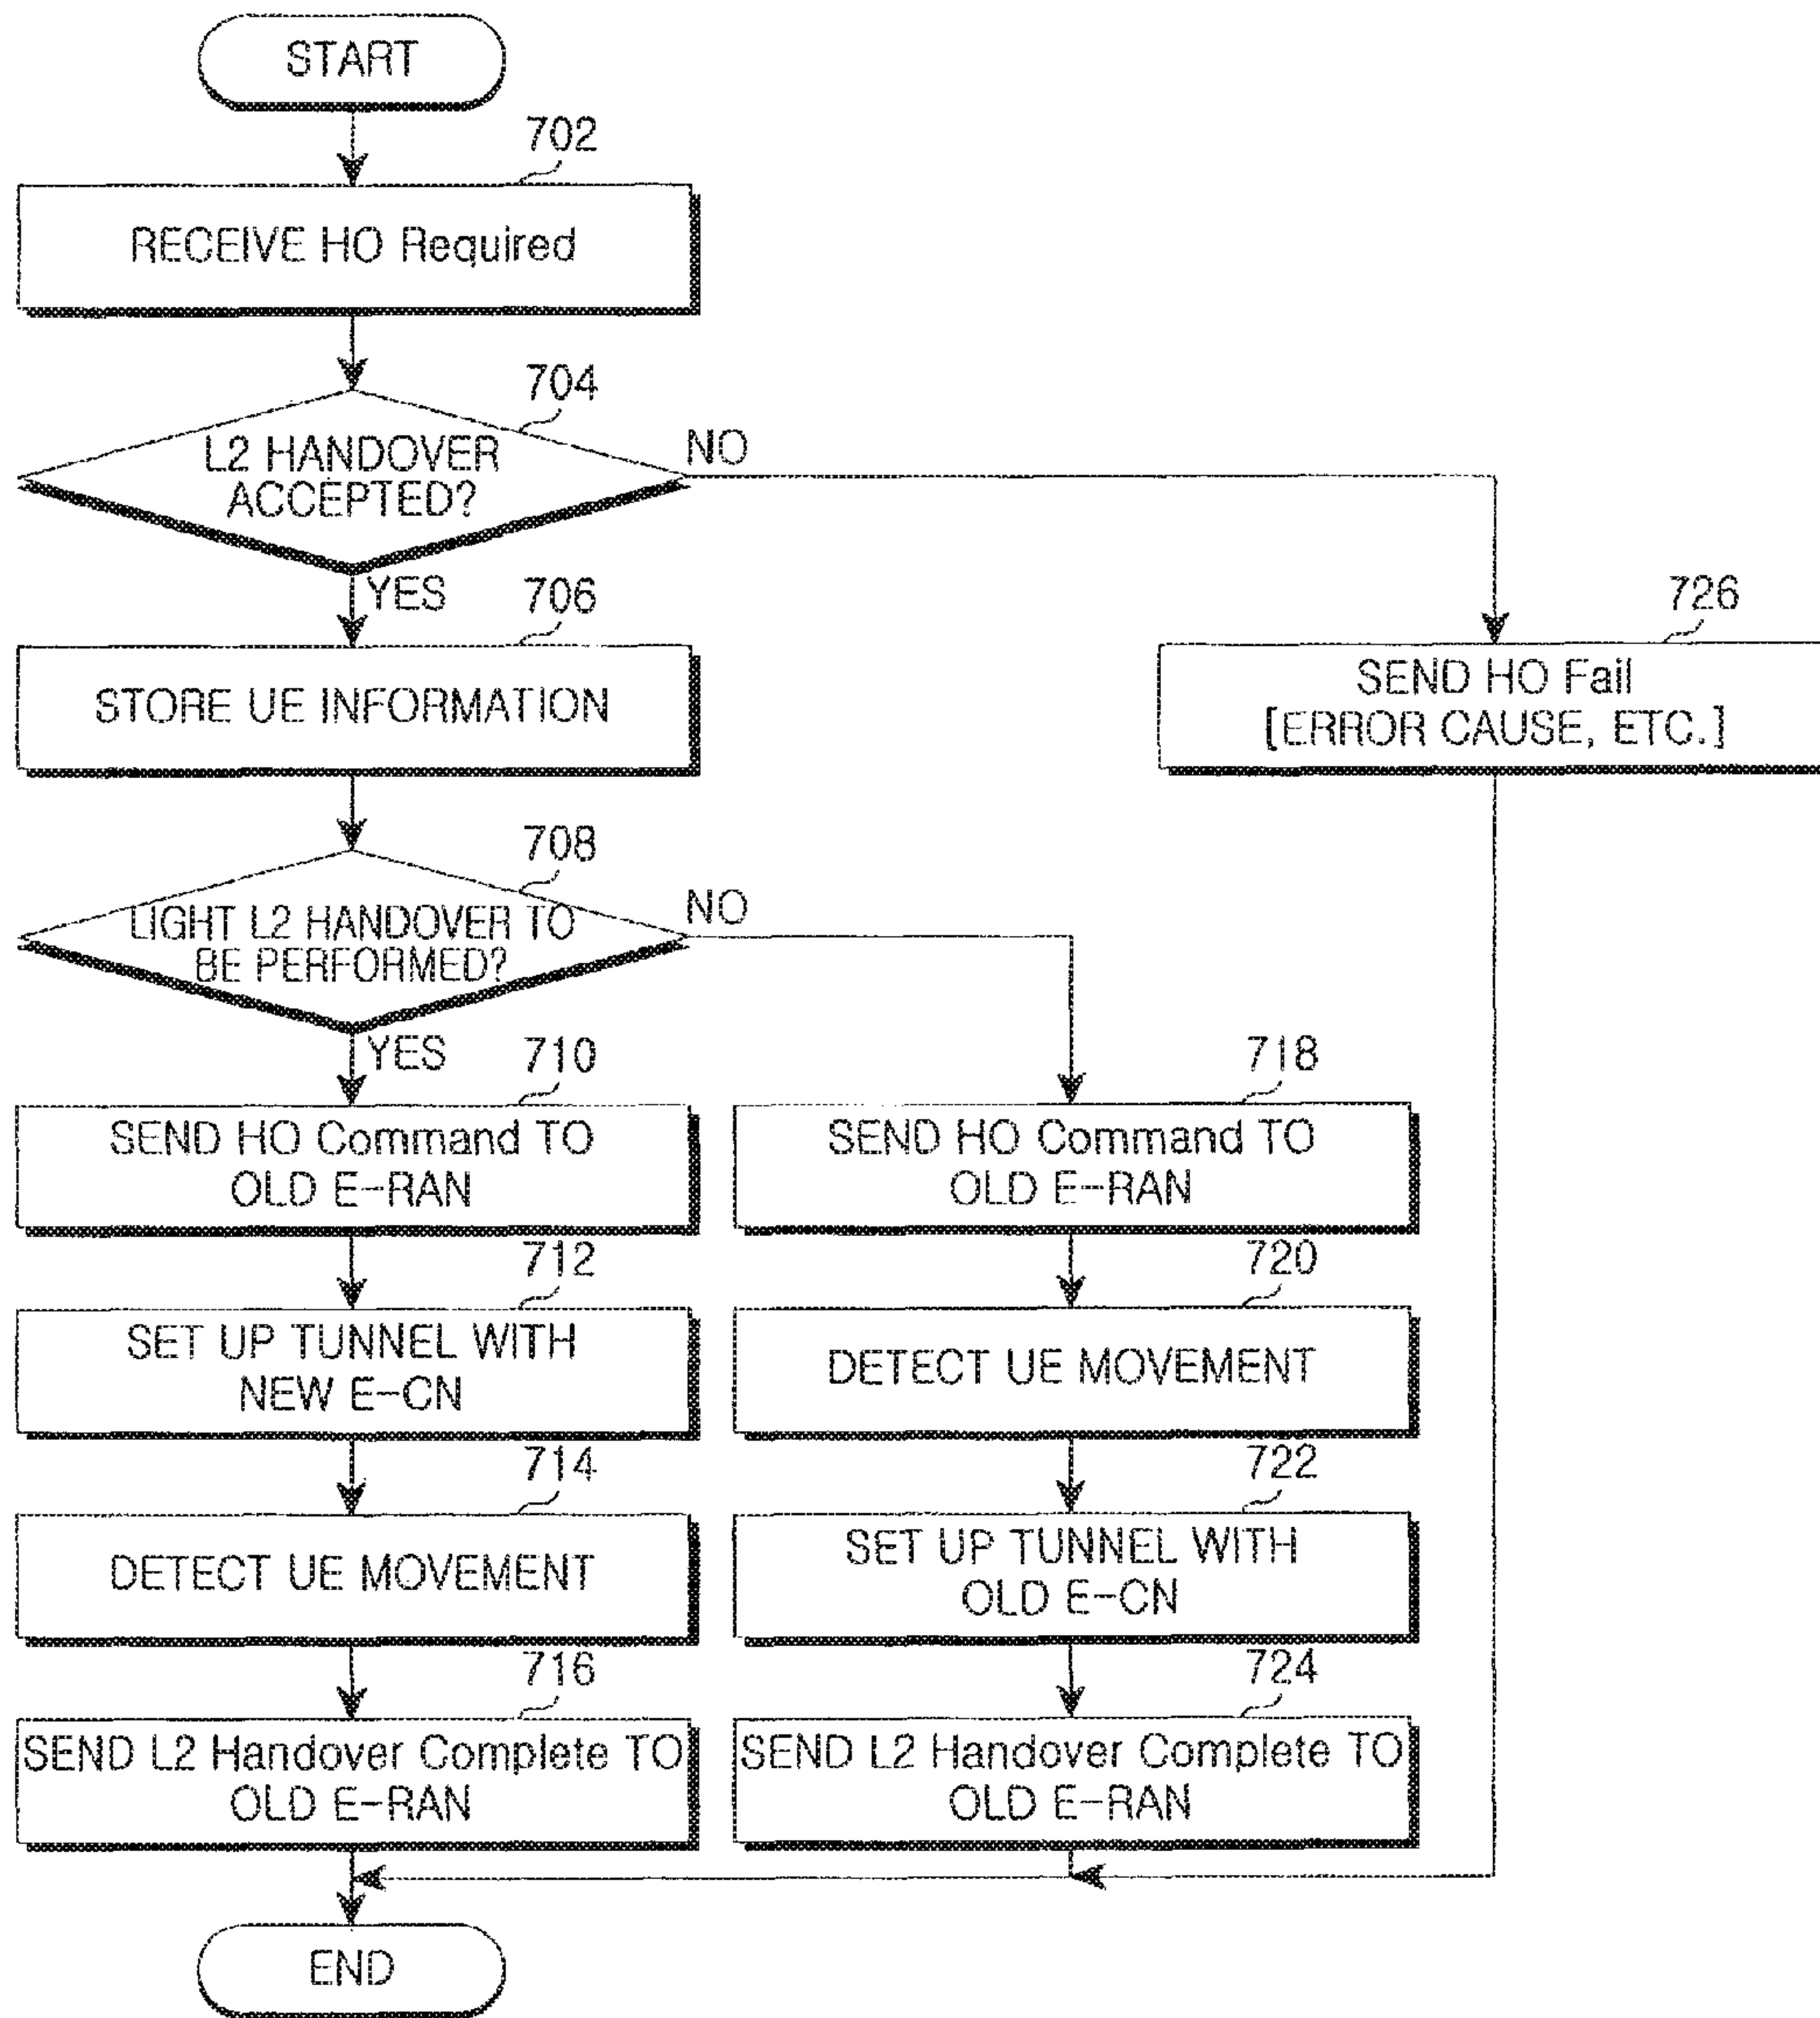 START
702
RECEIVE HO Required
704
L2 HANDOVER
ACCEPTED?
NO
YES
706
STORE UE INFORMATION
726
SEND HO Fail
[ERROR CAUSE, ETC.]
708
LIGHT L2 HANDOVER TO
BE PERFORMED?
NO
YES
710
SEND HO Command TO
OLD E-RAN
718
SEND HO Command TO
OLD E-RAN
712
SET UP TUNNEL WITH
NEW E-CN
720
DETECT UE MOVEMENT
714
DETECT UE MOVEMENT
722
SET UP TUNNEL WITH
OLD E-CN
716
SEND L2 Handover Complete TO
OLD E-RAN
724
SEND L2 Handover Complete TO
OLD E-RAN
END